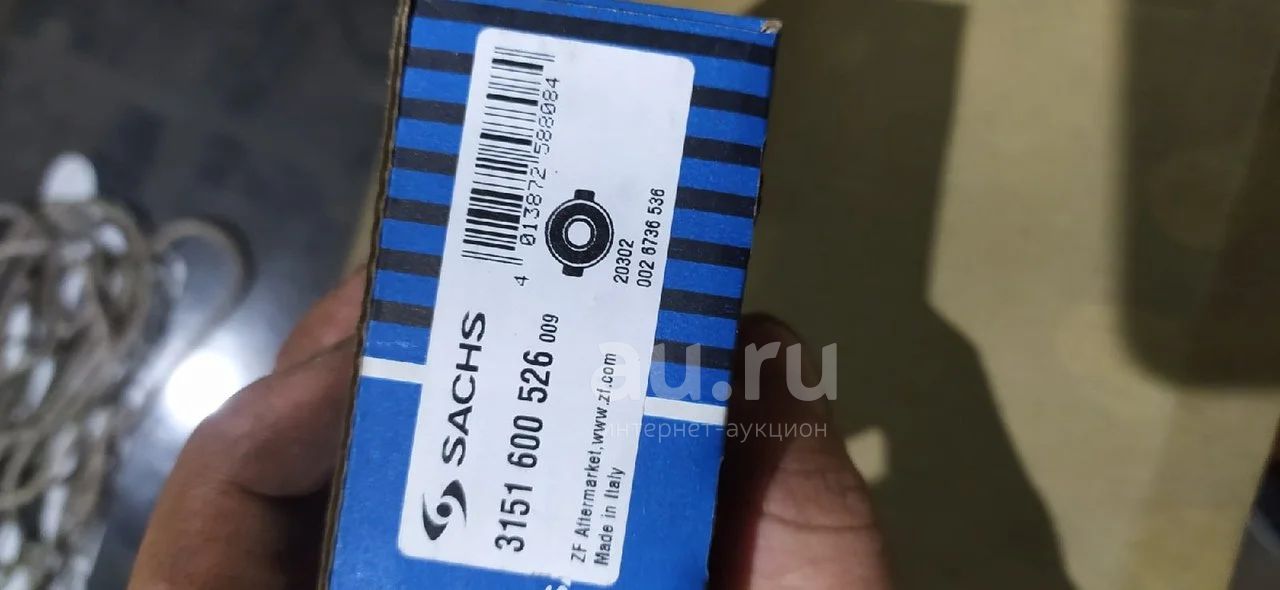 4 013872 588084
20302
002 6736 536
SACHS
3151 600 526 009
ZF Aftermarket,www.zf.com
Made in Italy
au.ru
интернет-аукцион